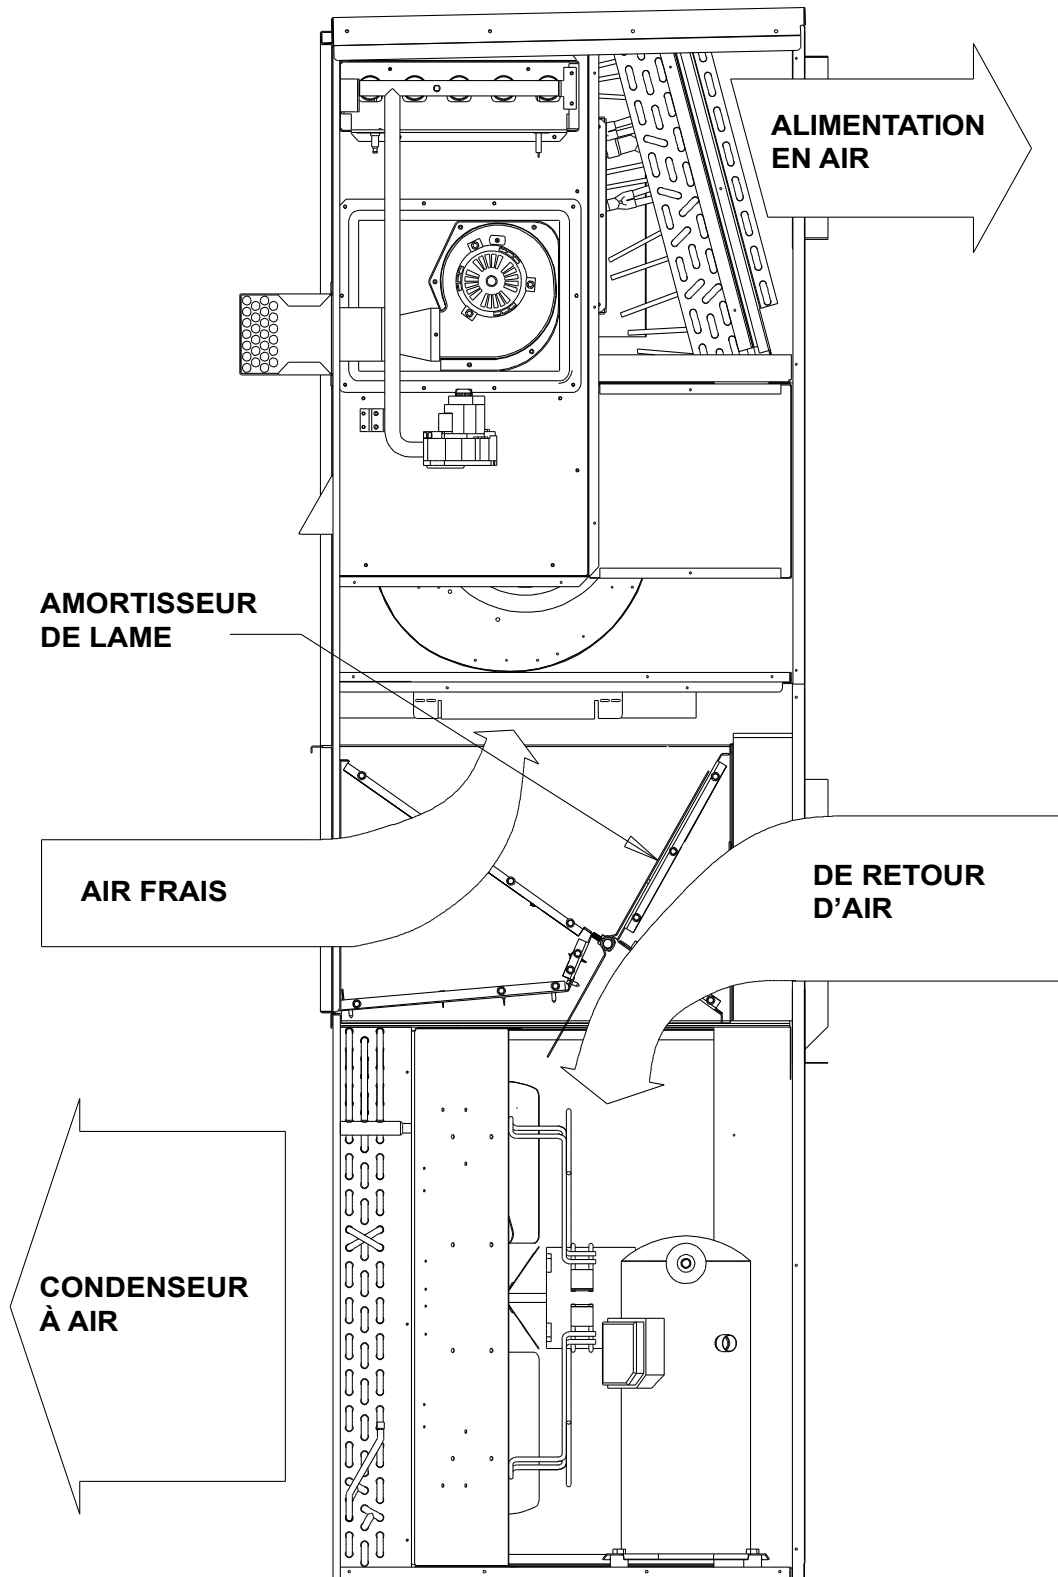 ALIMENTATION
EN AIR
AMORTISSEUR
DE LAME
AIR FRAIS
DE RETOUR
D’AIR
CONDENSEUR
À AIR